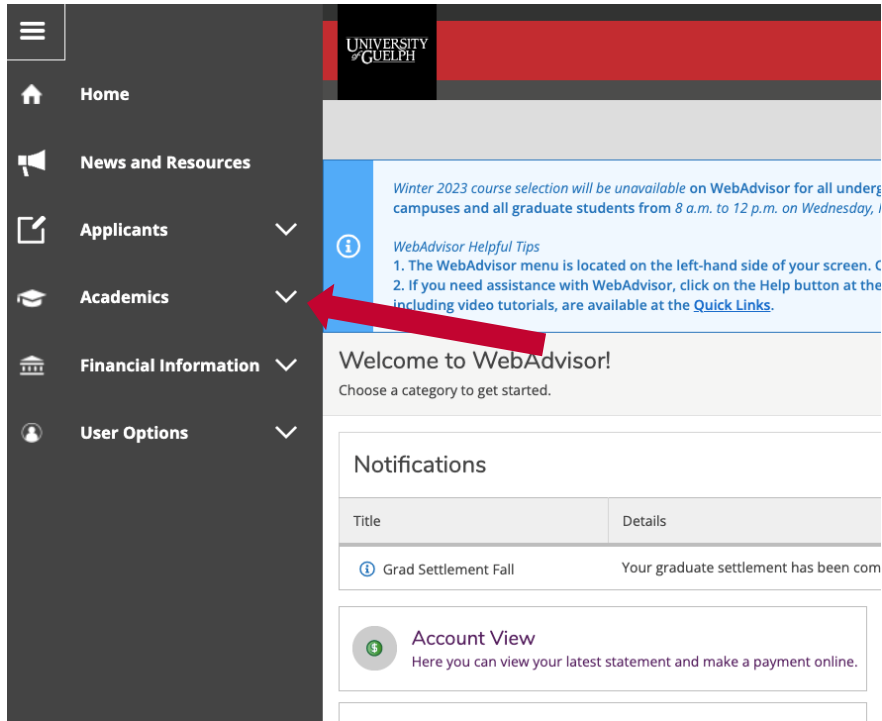 Home
News and Resources
Applicants
Academics
Financial Information
User Options
UNIVERSITY
of GUELPH
Winter 2023 course selection will be unavailable on WebAdvisor for all underg
campuses and all graduate students from 8 a.m. to 12 p.m. on Wednesday,
WebAdvisor Helpful Tips
1. The WebAdvisor menu is located on the left-hand side of your screen.
2. If you need assistance with WebAdvisor, click on the Help button at the
including video tutorials, are available at the Quick Links.
Welcome to WebAdvisor!
Choose a category to get started.
Notifications
Title Details
Grad Settlement Fall Your graduate settlement has been com
Account View
Here you can view your latest statement and make a payment online.